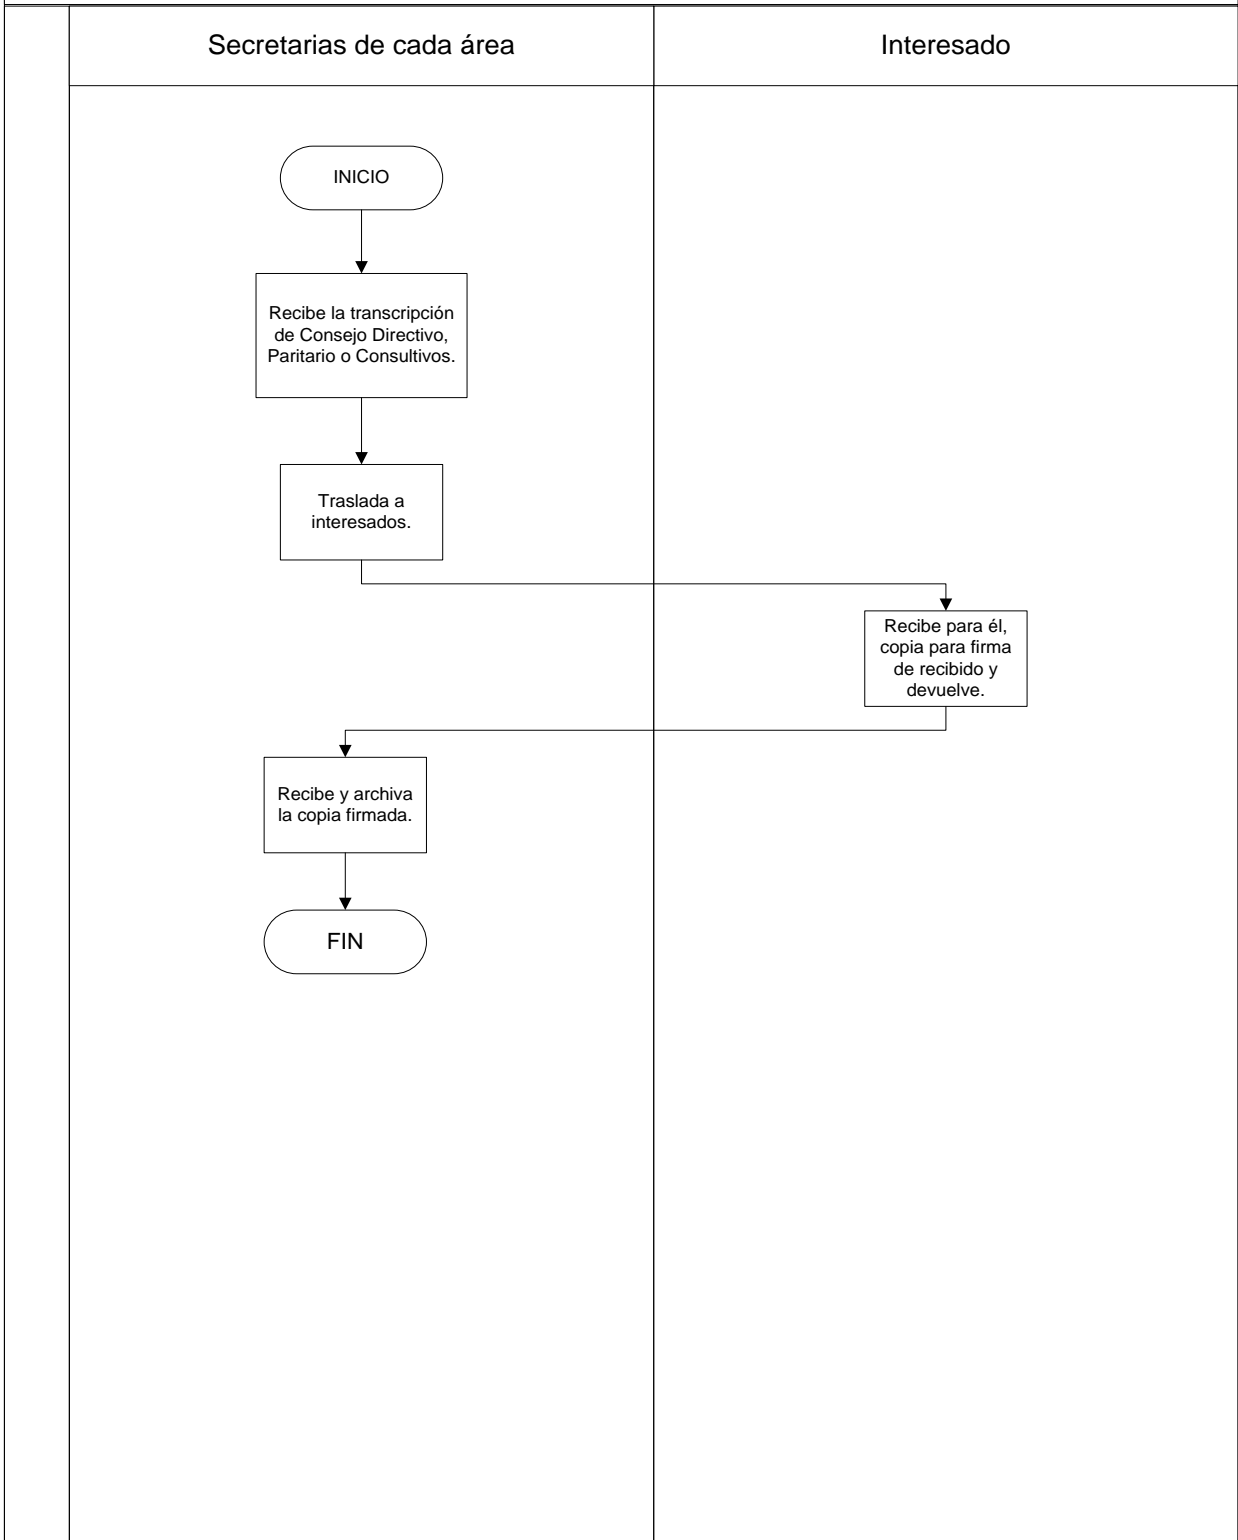 Secretarias de cada área
Interesado
INICIO
Recibe la transcripción
de Consejo Directivo,
Paritario o Consultivos.
Traslada a
interesados.
Recibe para él,
copia para firma
de recibido y
devuelve.
Recibe y archiva
la copia firmada.
FIN